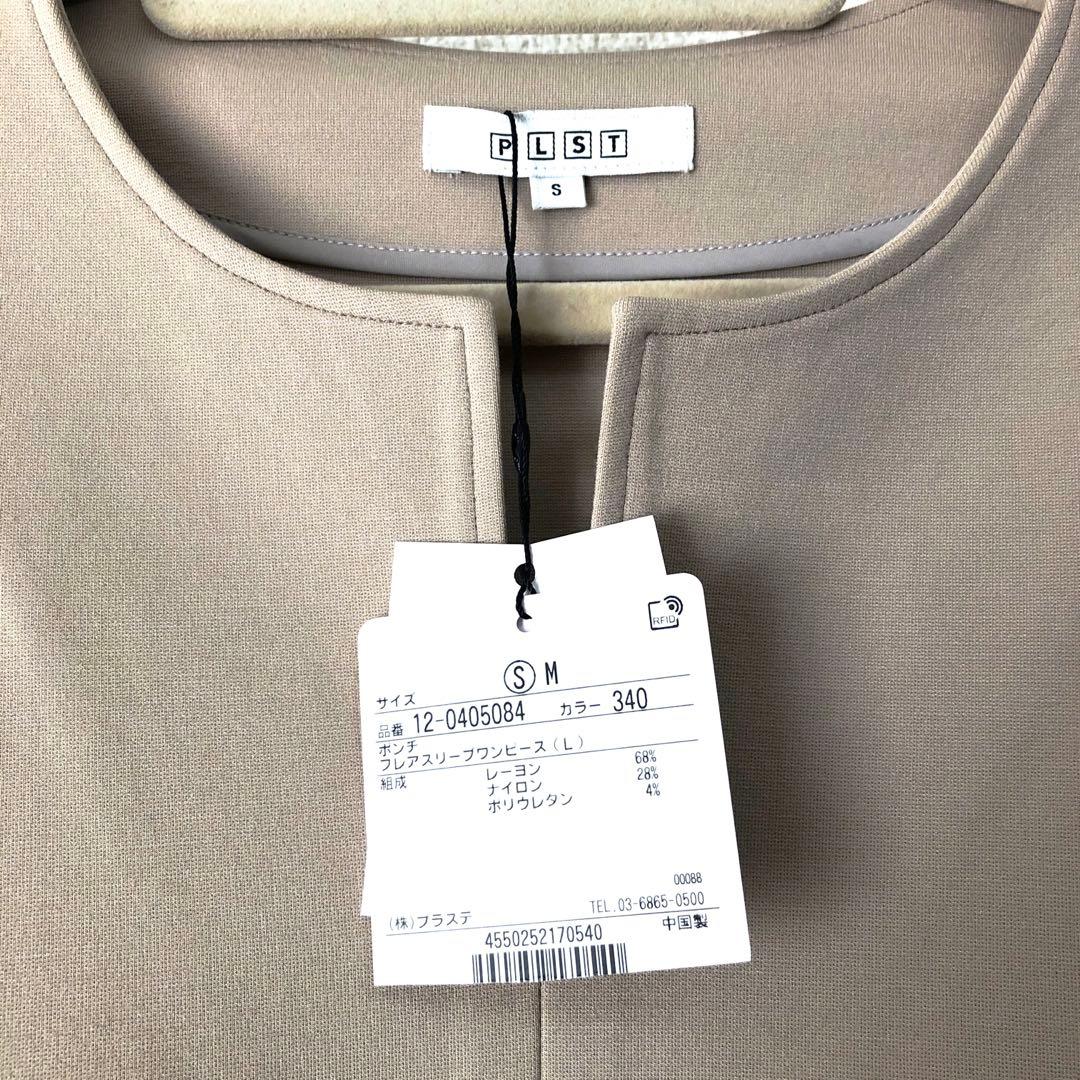 PLST
S
RFID
S M
サイズ
品番 12-0405084 カラー 340
ポンチ
フレアスリーブワンピース(L)
組成 レーヨン 68%
ナイロン 28%
ポリウレタン 4%
00088
TEL.03-6865-0500
(株)プラステ 中国製
4550252170540